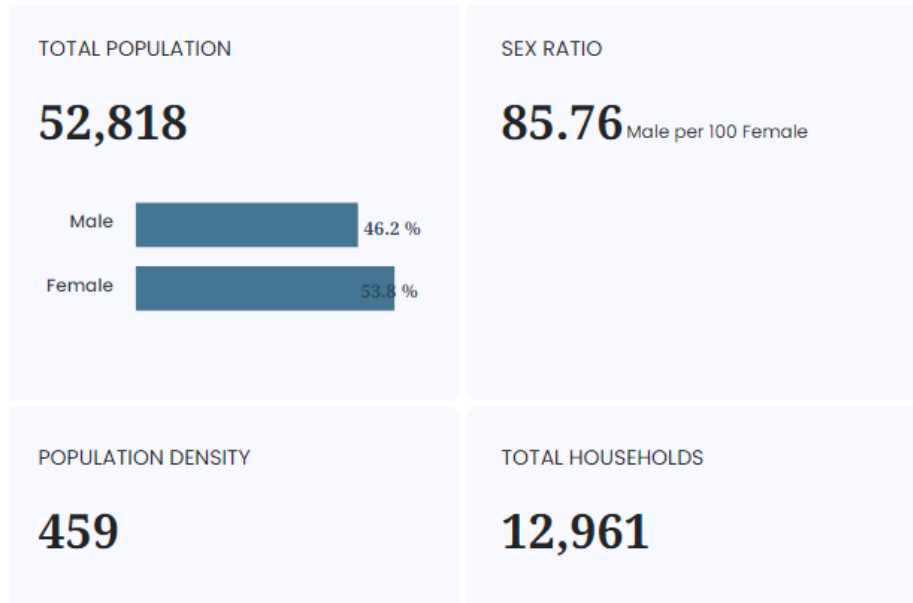 TOTAL POPULATION
52,818
Male 46.2 %
Female 53.8 %
SEX RATIO
85.76 Male per 100 Female
POPULATION DENSITY
459
TOTAL HOUSEHOLDS
12,961